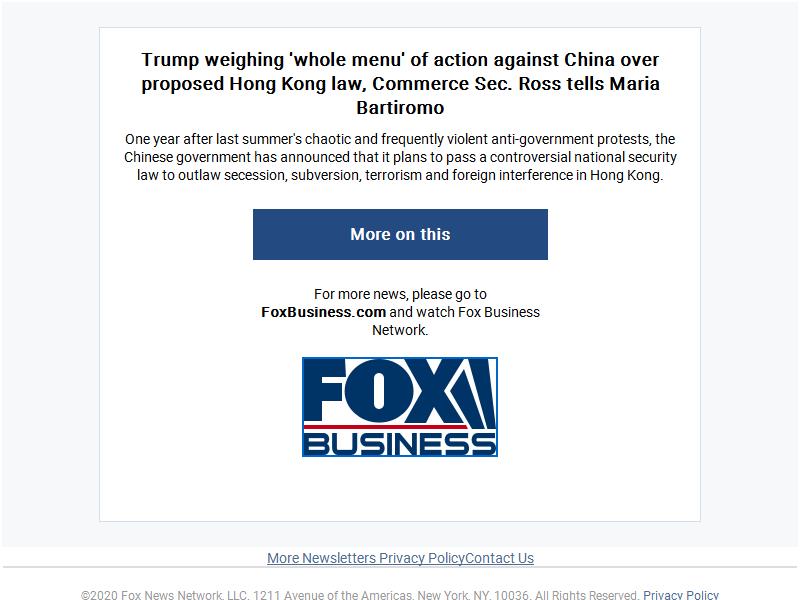 Trump weighing 'whole menu' of action against China over
proposed Hong Kong law, Commerce Sec. Ross tells Maria
Bartiromo
One year after last summer's chaotic and frequently violent anti-government protests, the
Chinese government has announced that it plans to pass a controversial national security
law to outlaw secession, subversion, terrorism and foreign interference in Hong Kong.
More on this
For more news, please go to
FoxBusiness.com and watch Fox Business
Network.
FOX
BUSINESS
More Newsletters Privacy PolicyContact Us
©2020 Fox News Network, LLC. 1211 Avenue of the Americas, New York, NY, 10036. All Rights Reserved. Privacy Policy